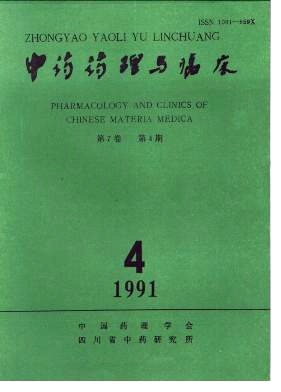 ISSN 1001-859X
ZHONGYAO YAOLI YU LINCHUANG
中药药理与临床
PHARMACOLOGY AND CLINICS OF
CHINESE MATERIA MEDICA
第7卷 第4期
4
1991
中国药理学会
四川省中药研究所